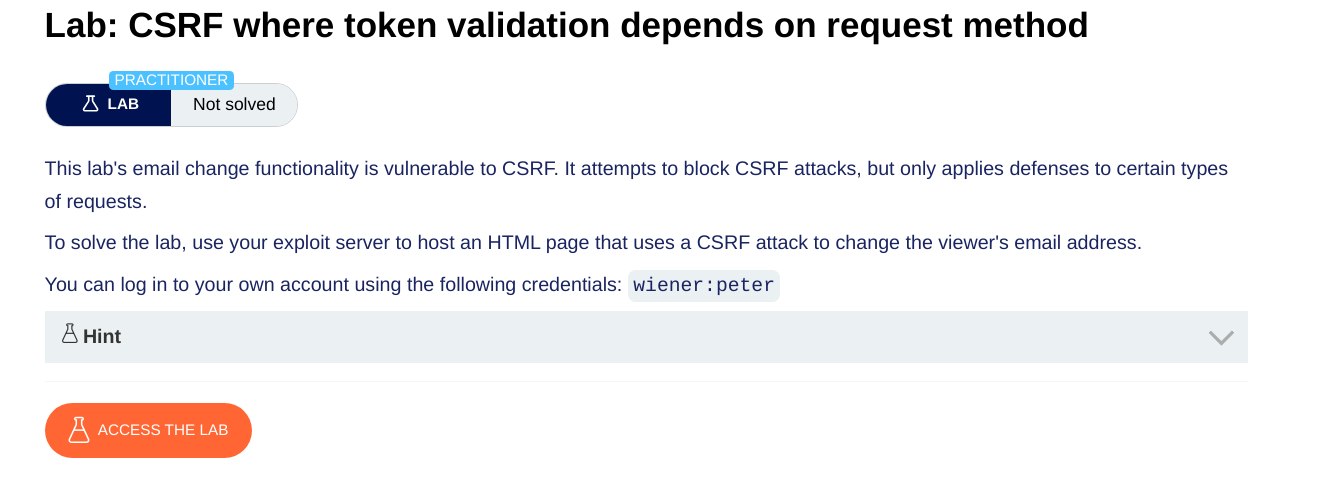 Lab: CSRF where token validation depends on request method
PRACTITIONER
LAB
Not solved
This lab's email change functionality is vulnerable to CSRF. It attempts to block CSRF attacks, but only applies defenses to certain types
of requests.
To solve the lab, use your exploit server to host an HTML page that uses a CSRF attack to change the viewer's email address.
You can log in to your own account using the following credentials: wiener:peter
Hint
ACCESS THE LAB